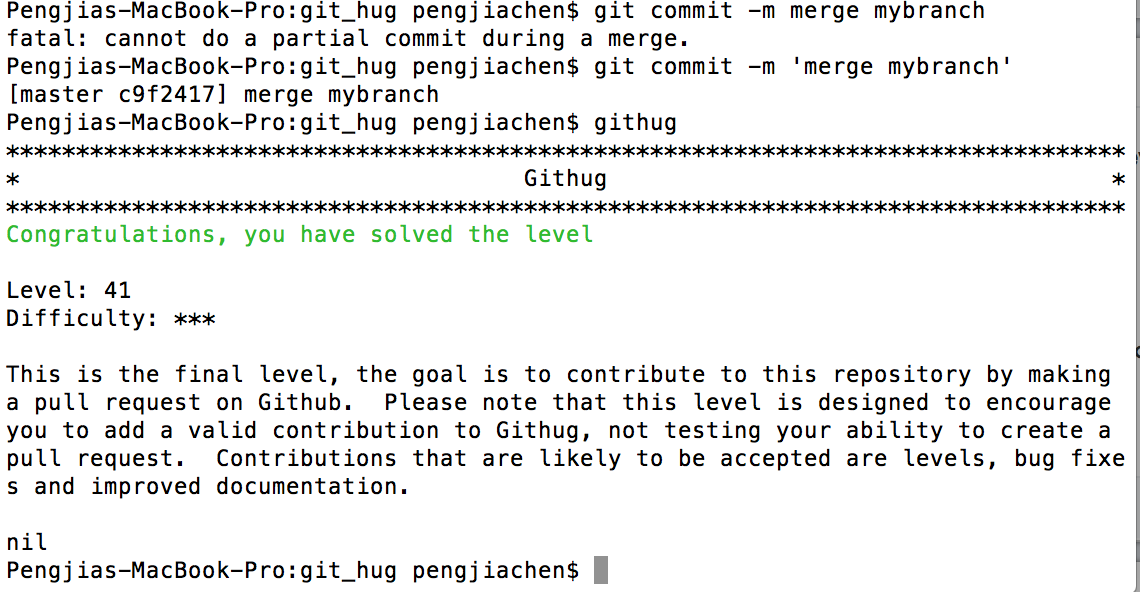 Pengjias-MacBook-Pro:git_hug pengjiachen$ git commit -m merge mybranch
fatal: cannot do a partial commit during a merge.
Pengjias-MacBook-Pro:git_hug pengjiachen$ git commit -m 'merge mybranch'
[master c9f2417] merge mybranch
Pengjias-MacBook-Pro:git_hug pengjiachen$ githug
********************************************************************************
*                                    Githug                                    *
********************************************************************************
Congratulations, you have solved the level
Level: 41
Difficulty: ***
This is the final level, the goal is to contribute to this repository by making
a pull request on Github.  Please note that this level is designed to encourage
you to add a valid contribution to Githug, not testing your ability to create a
pull request.  Contributions that are likely to be accepted are levels, bug fixe
s and improved documentation.
nil
Pengjias-MacBook-Pro:git_hug pengjiachen$